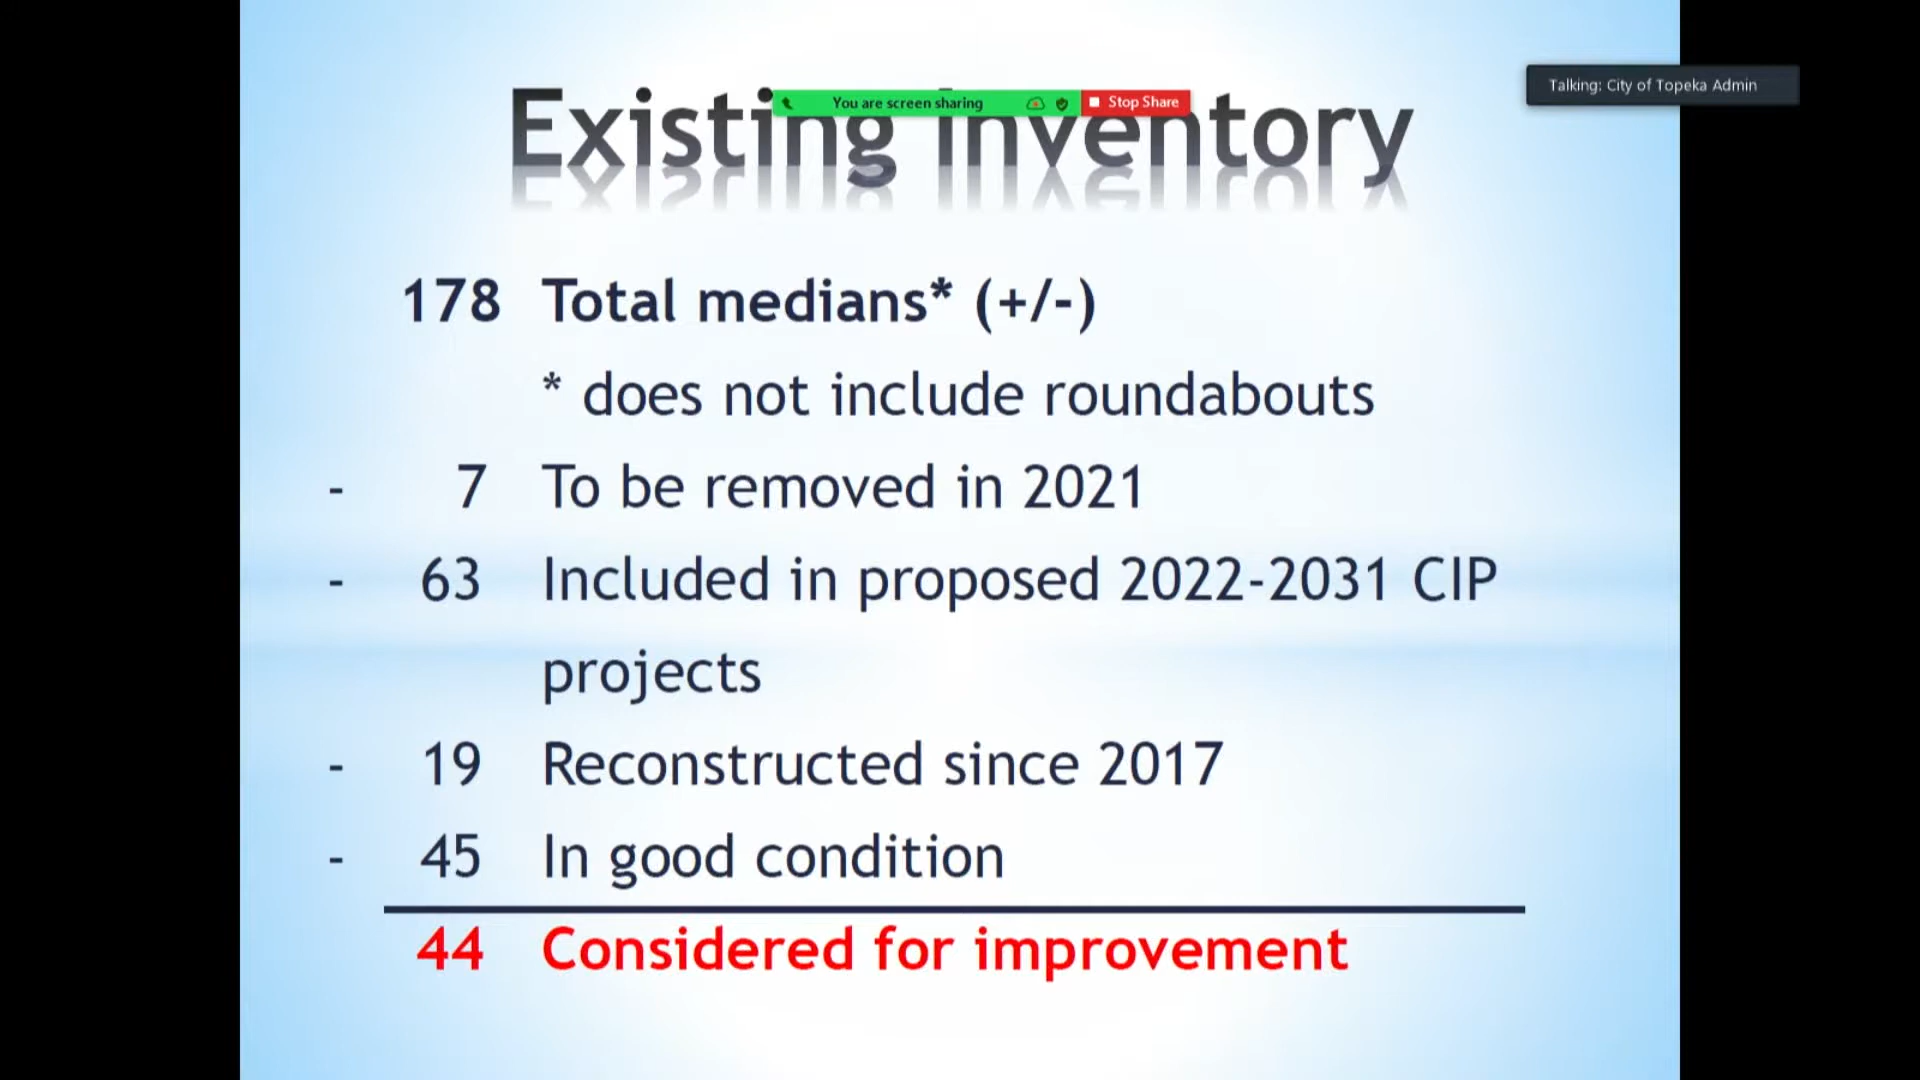 Talking: City of Topeka Admin
You are screen sharing
Stop Share
Existing Inventory
178 Total medians* (+/-)
* does not include roundabouts
- 7 To be removed in 2021
- 63 Included in proposed 2022-2031 CIP
projects
- 19 Reconstructed since 2017
- 45 In good condition
44 Considered for improvement